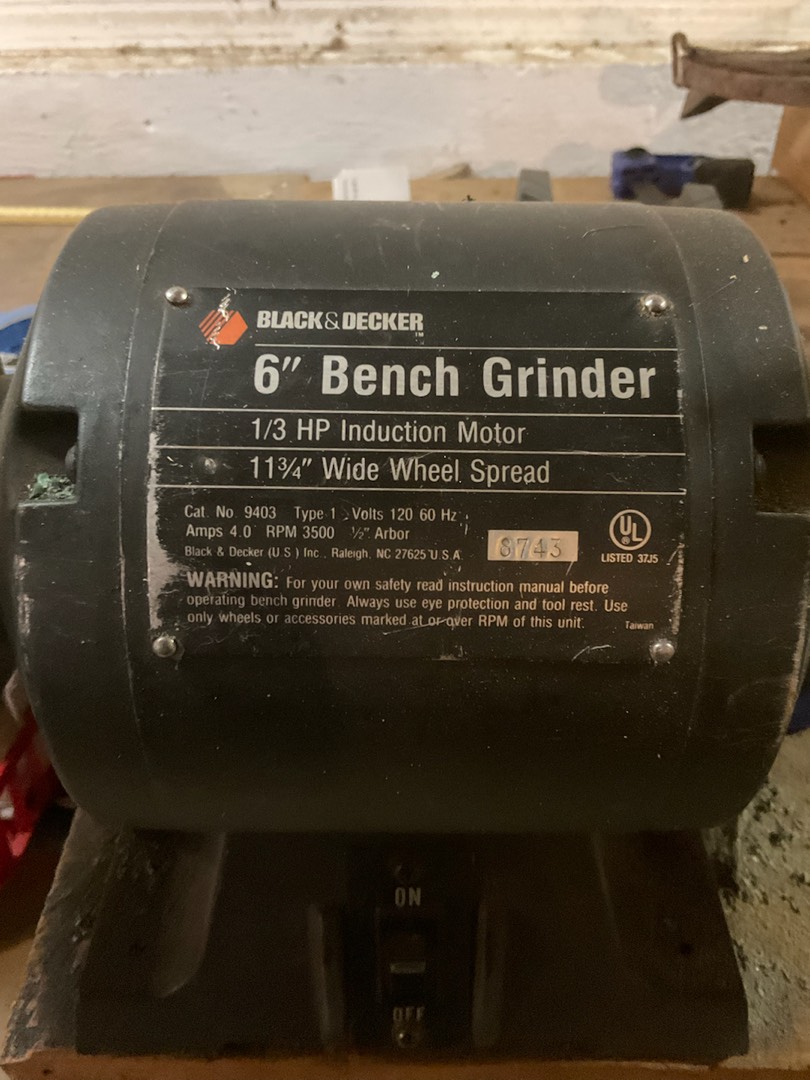 BLACK & DECKER™
6" Bench Grinder
1/3 HP Induction Motor
11¾" Wide Wheel Spread
Cat. No. 9403 Type 1 Volts 120 60 Hz
Amps 4.0 RPM 3500 ½" Arbor
Black & Decker (U.S.) Inc., Raleigh, NC 27625 U.S.A.
8743
UL
®
LISTED 37J5
WARNING: For your own safety read instruction manual before
operating bench grinder. Always use eye protection and tool rest. Use
only wheels or accessories marked at or over RPM of this unit.
Taiwan
ON
OFF